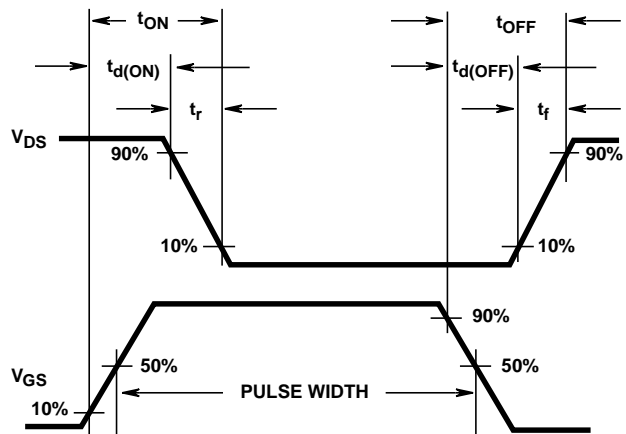 tON
tOFF
td(ON)
td(OFF)
tr
tf
VDS
90%
90%
10%
10%
90%
50%
50%
VGS
PULSE WIDTH
10%